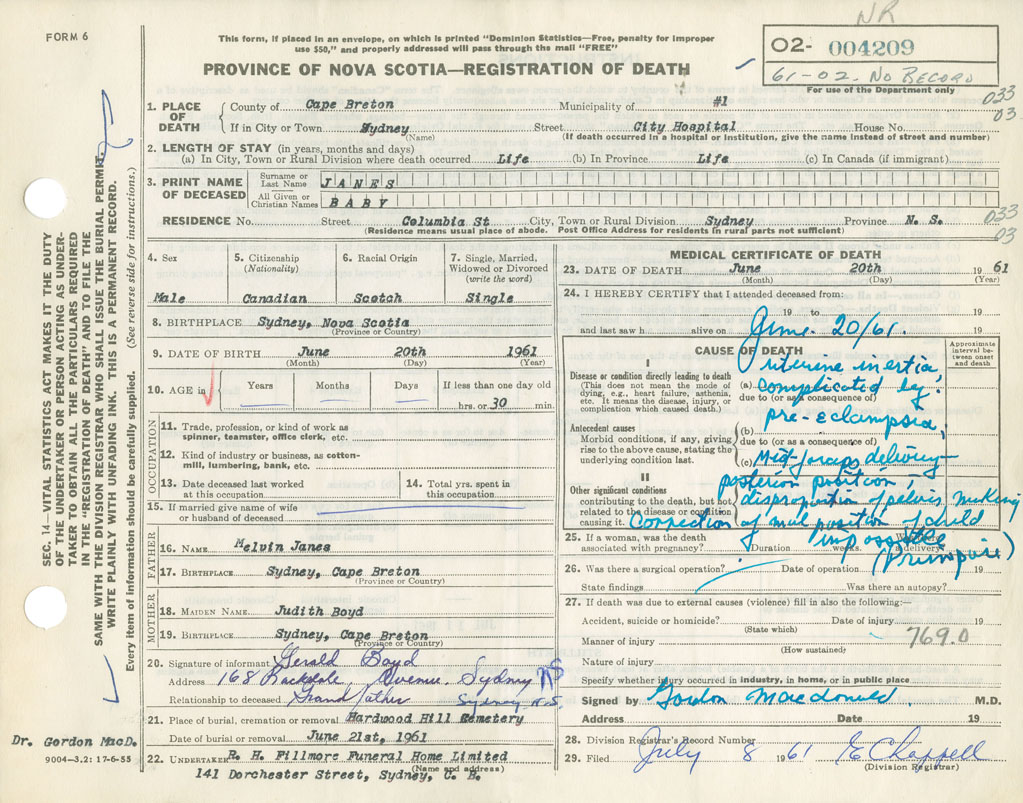 NR
FORM 6
This form, if placed in an envelope, on which is printed "Dominion Statistics—Free, penalty for improper
use $50," and properly addressed will pass through the mail "FREE"
PROVINCE OF NOVA SCOTIA—REGISTRATION OF DEATH
02- 004209
61-02. No Record
For use of the Department only
033
03
1. PLACE OF DEATH County of Cape Breton Municipality of #1
If in City or Town Sydney (Name) Street City Hospital House No.
(If death occurred in a hospital or institution, give the name instead of street and number)
2. LENGTH OF STAY (in years, months and days)
(a) In City, Town or Rural Division where death occurred Life (b) In Province Life (c) In Canada (if immigrant)
3. PRINT NAME OF DECEASED Surname or Last Name JANES
All Given or Christian Names BABY
RESIDENCE No. Street Columbia St City, Town or Rural Division Sydney Province N. S.
(Residence means usual place of abode. Post Office Address for residents in rural parts not sufficient)
033
03
4. Sex Male
5. Citizenship (Nationality) Canadian
6. Racial Origin Scotch
7. Single, Married, Widowed or Divorced (write the word) Single
8. BIRTHPLACE Sydney, Nova Scotia
(Province or Country)
9. DATE OF BIRTH June 20th 1961
(Month) (Day) (Year)
10. AGE in Years Months Days If less than one day old
hrs. or 30 min.
OCCUPATION
11. Trade, profession, or kind of work as
spinner, teamster, office clerk, etc.
12. Kind of industry or business, as cotton-
mill, lumbering, bank, etc.
13. Date deceased last worked
at this occupation
14. Total yrs. spent in
this occupation
15. If married give name of wife
or husband of deceased
FATHER
16. NAME Melvin Janes
17. BIRTHPLACE Sydney, Cape Breton
(Province or Country)
MOTHER
18. MAIDEN NAME Judith Boyd
19. BIRTHPLACE Sydney, Cape Breton
(Province or Country)
20. Signature of informant Gerald Boyd
Address 168 Rockdale Avenue. Sydney NS
Relationship to deceased Grandfather Sydney N.S.
21. Place of burial, cremation or removal Hardwood Hill Cemetery
Date of burial or removal June 21st, 1961
22. UNDERTAKER R. H. Fillmore Funeral Home Limited
(Name and address)
141 Dorchester Street, Sydney, C. B.
MEDICAL CERTIFICATE OF DEATH
23. DATE OF DEATH June 20th 1961
(Month) (Day) (Year)
24. I HEREBY CERTIFY that I attended deceased from:
19 to 19
and last saw h alive on June 20/61. 19
CAUSE OF DEATH
Approximate interval between onset and death
I
Disease or condition directly leading to death
(This does not mean the mode of
dying, e.g., heart failure, asthenia,
etc. It means the disease, injury, or
complication which caused death.)
(a) Uterine inertia, complicated by
due to (or as a consequence of)
pre-eclampsia,
Antecedent causes
Morbid conditions, if any, giving
rise to the above cause, stating the
underlying condition last.
(b)
due to (or as a consequence of)
(c) Mid-forceps delivery—
posterior position,
II
Other significant conditions
contributing to the death, but not
related to the disease or condition
causing it.
disproportion of pelvis making
Correction of mal position of child
impossible
(Primipara)
25. If a woman, was the death
associated with pregnancy? Duration weeks. Was delivery
26. Was there a surgical operation? Date of operation 19
State findings Was there an autopsy?
27. If death was due to external causes (violence) fill in also the following:—
Accident, suicide or homicide? Date of injury 19
(State which)
Manner of injury 769.0
(How sustained)
Nature of injury
Specify whether injury occurred in industry, in home, or in public place
Signed by Gordon Macdonald. M.D.
Address Date 19
28. Division Registrar's Record Number
29. Filed July 8 1961 E Chappell
(Division Registrar)
SEC. 14—VITAL STATISTICS ACT MAKES IT THE DUTY
OF THE UNDERTAKER OR PERSON ACTING AS UNDER-
TAKER TO OBTAIN ALL THE PARTICULARS REQUIRED
IN THE "REGISTRATION OF DEATH" AND TO FILE THE
SAME WITH THE DIVISION REGISTRAR WHO SHALL ISSUE THE BURIAL PERMIT.
WRITE PLAINLY WITH UNFADING INK. THIS IS A PERMANENT RECORD.
Every item of information should be carefully supplied. (See reverse side for instructions.)
Dr. Gordon MacD.
9004—3.2: 17-6-55